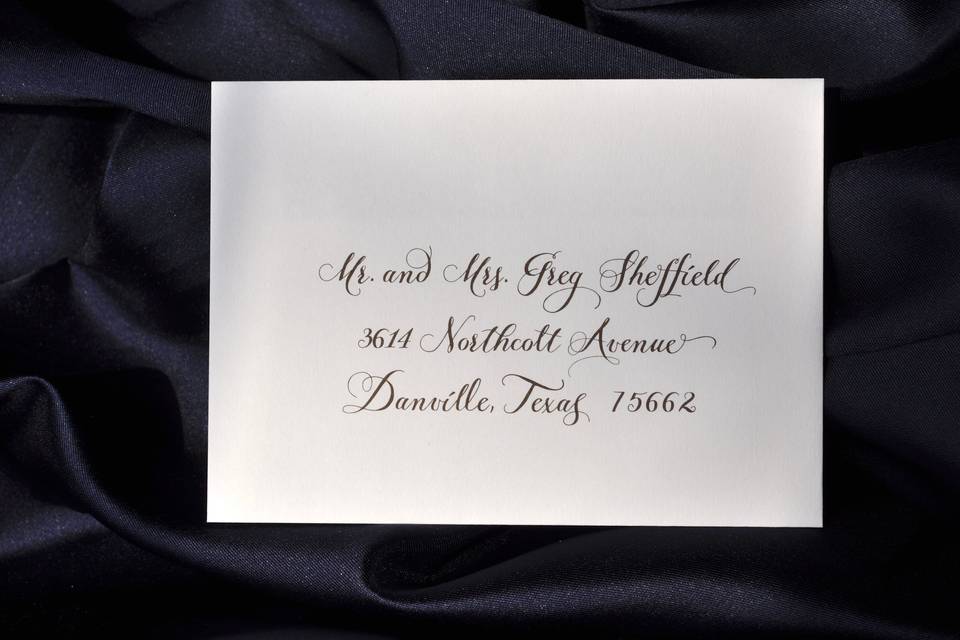 Mr. and Mrs. Greg Sheffield
3614 Northcott Avenue
Danville, Texas 75662